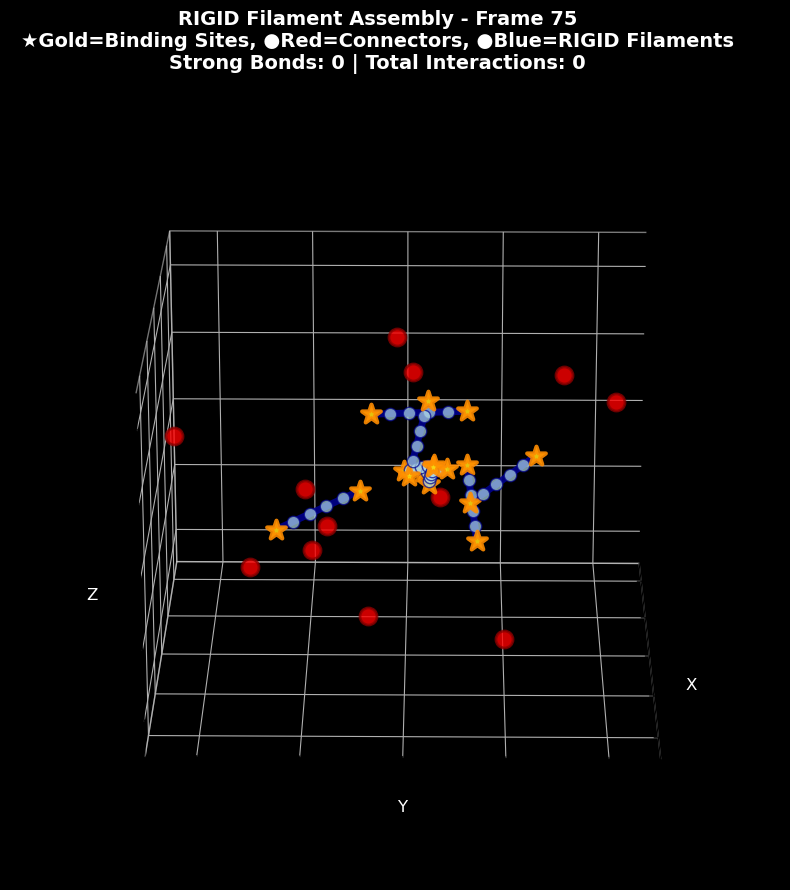 RIGID Filament Assembly - Frame 75
★Gold=Binding Sites, ●Red=Connectors, ●Blue=RIGID Filaments
Strong Bonds: 0 | Total Interactions: 0
Z
X
Y